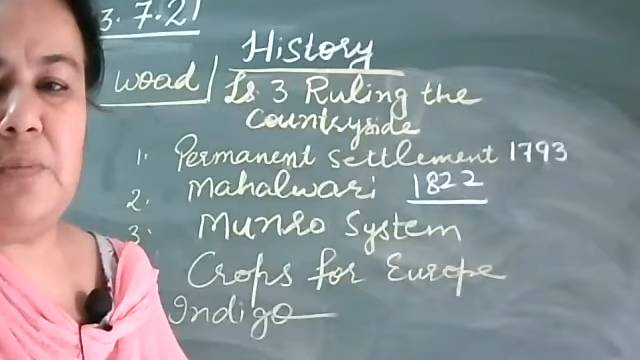 3.7.21
History
woad
Ls 3 Ruling the
countryside
1. Permanent settlement 1793
2. Mahalwari 1822
3. Munro System
Crops for Europe
Indigo